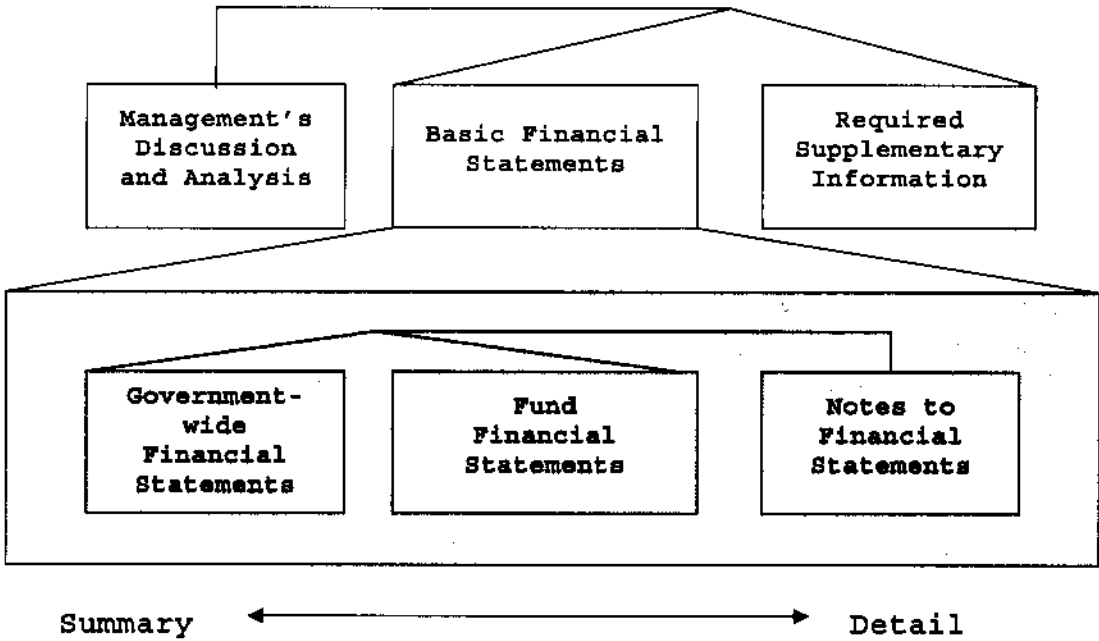 Management's
Discussion
and Analysis
Basic Financial
Statements
Required
Supplementary
Information
Government-
wide
Financial
Statements
Fund
Financial
Statements
Notes to
Financial
Statements
Summary
Detail